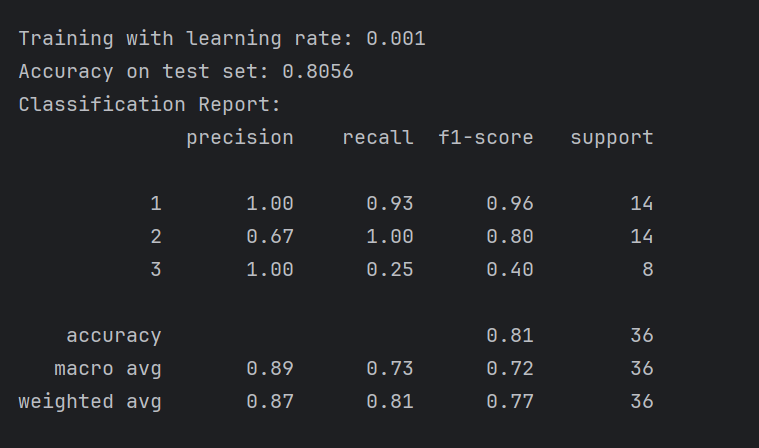 Training with learning rate: 0.001
Accuracy on test set: 0.8056
Classification Report:
precision recall f1-score support
1 1.00 0.93 0.96 14
2 0.67 1.00 0.80 14
3 1.00 0.25 0.40 8
accuracy 0.81 36
macro avg 0.89 0.73 0.72 36
weighted avg 0.87 0.81 0.77 36